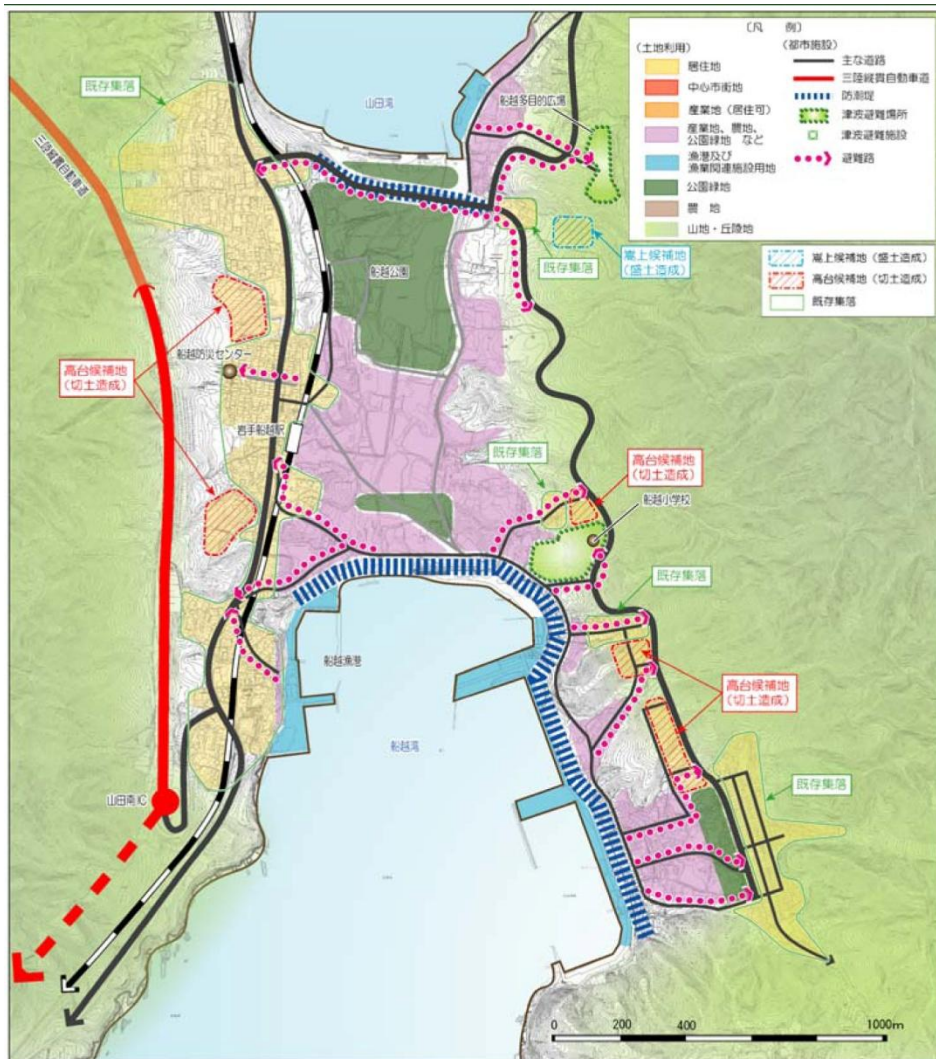 〔凡 例〕
(土地利用)
居住地
中心市街地
産業地(居住可)
産業地、農地、
公園緑地 など
漁港及び
漁業関連施設用地
公園緑地
農 地
山地・丘陵地
(都市施設)
主な道路
三陸縦貫自動車道
防潮堤
津波避難場所
津波避難施設
避難路
嵩上候補地(盛土造成)
高台候補地(切土造成)
既存集落
既存集落
山田湾
船越多目的広場
三陸縦貫自動車道
嵩上候補地
(盛土造成)
既存集落
船越公園
船越防災センター
高台候補地
(切土造成)
岩手船越駅
既存集落
高台候補地
(切土造成)
船越小学校
既存集落
船越漁港
高台候補地
(切土造成)
船越湾
既存集落
山田南IC
0 200 400 1000m